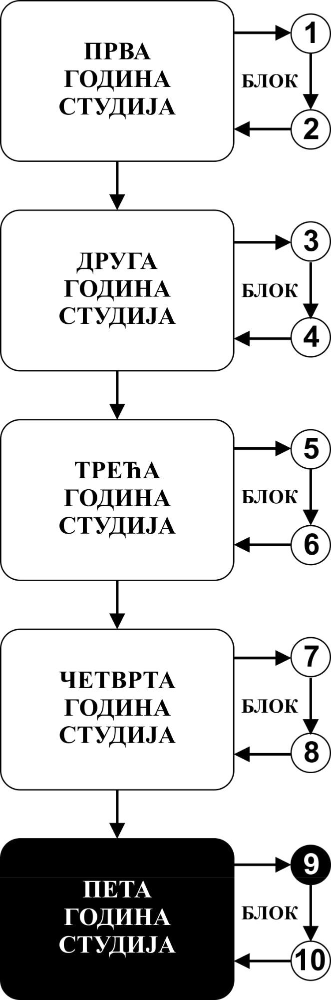 ПРВА
ГОДИНА
СТУДИЈА
1
БЛОК
2
ДРУГА
ГОДИНА
СТУДИЈА
3
БЛОК
4
ТРЕЋА
ГОДИНА
СТУДИЈА
5
БЛОК
6
ЧЕТВРТА
ГОДИНА
СТУДИЈА
7
БЛОК
8
ПЕТА
ГОДИНА
СТУДИЈА
9
БЛОК
10